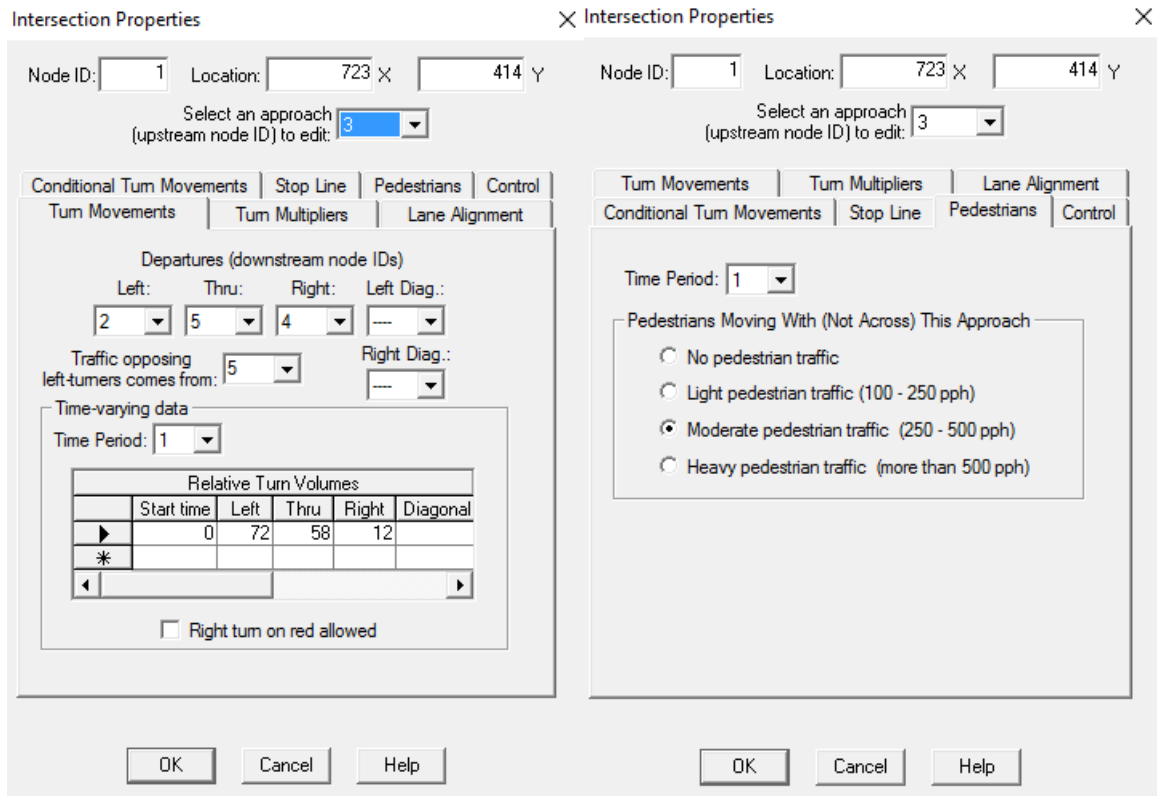 Intersection Properties
Node ID: 1 Location: 723 X 414 Y
Select an approach
(upstream node ID) to edit: 3
Conditional Turn Movements Stop Line Pedestrians Control
Turn Movements Turn Multipliers Lane Alignment
Departures (downstream node IDs)
Left: Thru: Right: Left Diag.:
2 5 4 ----
Traffic opposing
left-turners comes from: 5
Right Diag.:
----
Time-varying data
Time Period: 1
Relative Turn Volumes
Start time Left Thru Right Diagonal
0 72 58 12
Right turn on red allowed
OK Cancel Help
Intersection Properties
Node ID: 1 Location: 723 X 414 Y
Select an approach
(upstream node ID) to edit: 3
Turn Movements Turn Multipliers Lane Alignment
Conditional Turn Movements Stop Line Pedestrians Control
Time Period: 1
Pedestrians Moving With (Not Across) This Approach
No pedestrian traffic
Light pedestrian traffic (100 - 250 pph)
Moderate pedestrian traffic (250 - 500 pph)
Heavy pedestrian traffic (more than 500 pph)
OK Cancel Help